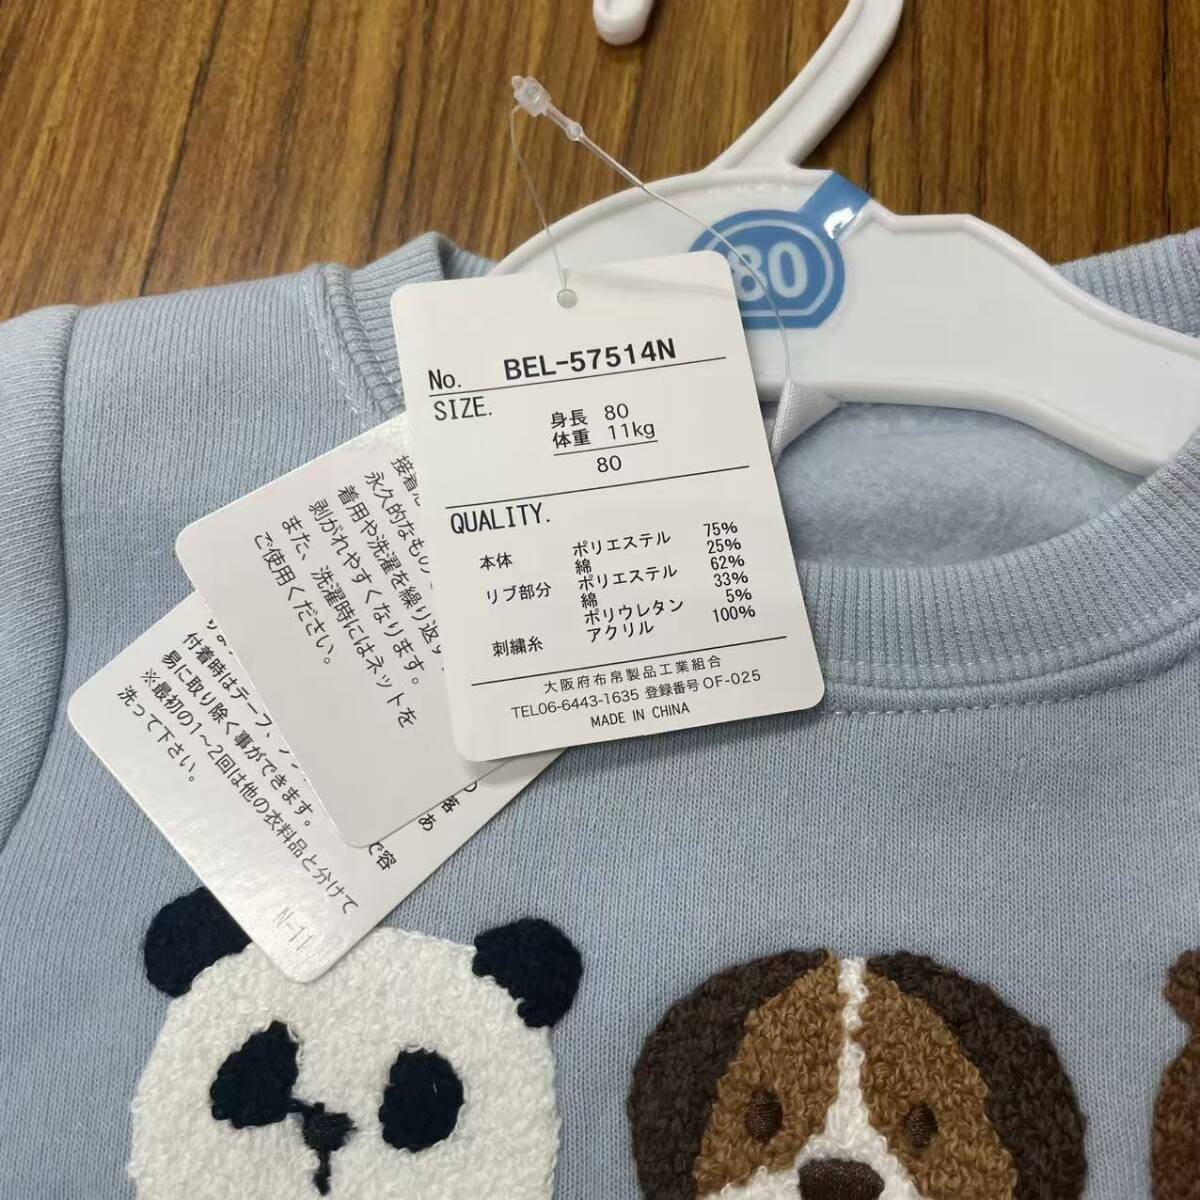 80
No. BEL-57514N
SIZE.
身長 80
体重 11kg
80
QUALITY.
本体 ポリエステル 75%
綿 25%
リブ部分 ポリエステル 62%
綿 33%
ポリウレタン 5%
刺繍糸 アクリル 100%
大阪府布帛製品工業組合
TEL06-6443-1635 登録番号OF-025
MADE IN CHINA
永久的なもの
着用や洗濯を繰り返す
剥がれやすくなります。
また、洗濯時にはネットを
ご使用ください。
付着時はテープ、
易に取り除く事ができます。
※最初の1〜2回は他の衣料品と分けて
洗って下さい。
で容
N-11